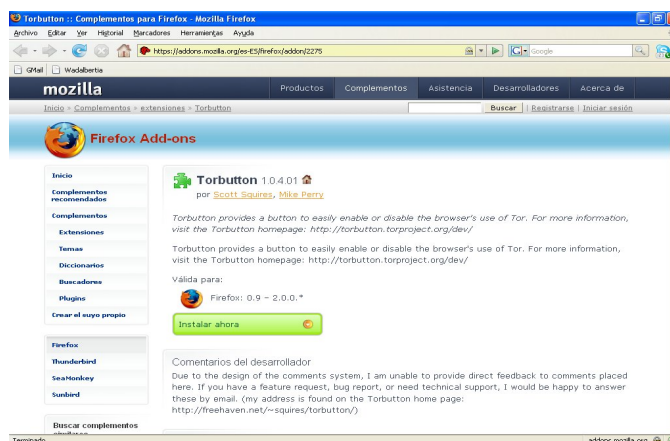 Torbutton :: Complementos para Firefox - Mozilla Firefox
Archivo Editar Ver Historial Marcadores Herramientas Ayuda
https://addons.mozilla.org/es-ES/firefox/addon/2275
Google
GMail Wadalbertia
mozilla Productos Complementos Asistencia Desarrolladores Acerca de
Inicio » Complementos » extensiones » Torbutton Buscar | Registrarse | Iniciar sesión
Firefox Add-ons
Inicio
Complementos recomendados
Complementos
Extensiones
Temas
Diccionarios
Buscadores
Plugins
Crear el suyo propio
Firefox
Thunderbird
SeaMonkey
Sunbird
Buscar complementos
similares
Torbutton 1.0.4.01
por Scott Squires, Mike Perry
Torbutton provides a button to easily enable or disable the browser's use of Tor. For more information,
visit the Torbutton homepage: http://torbutton.torproject.org/dev/
Torbutton provides a button to easily enable or disable the browser's use of Tor. For more information,
visit the Torbutton homepage: http://torbutton.torproject.org/dev/
Válida para:
Firefox: 0.9 – 2.0.0.*
Instalar ahora
Comentarios del desarrollador
Due to the design of the comments system, I am unable to provide direct feedback to comments placed
here. If you have a feature request, bug report, or need technical support, I would be happy to answer
these by email. (my address is found on the Torbutton home page:
http://freehaven.net/~squires/torbutton/)
Terminado addons.mozilla.org